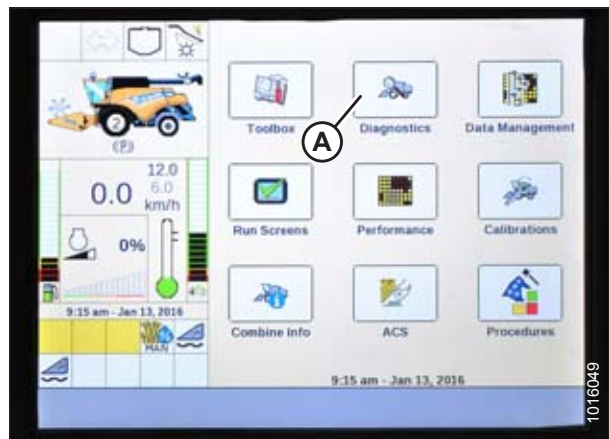 Toolbox
Diagnostics
Data Management
A
2
(P)
12.0
6.0
0.0 km/h
0%
Run Screens
Performance
Calibrations
9:15 am - Jan 13, 2016
MAN
Combine Info
ACS
Procedures
9:15 am - Jan 13, 2016
1016049